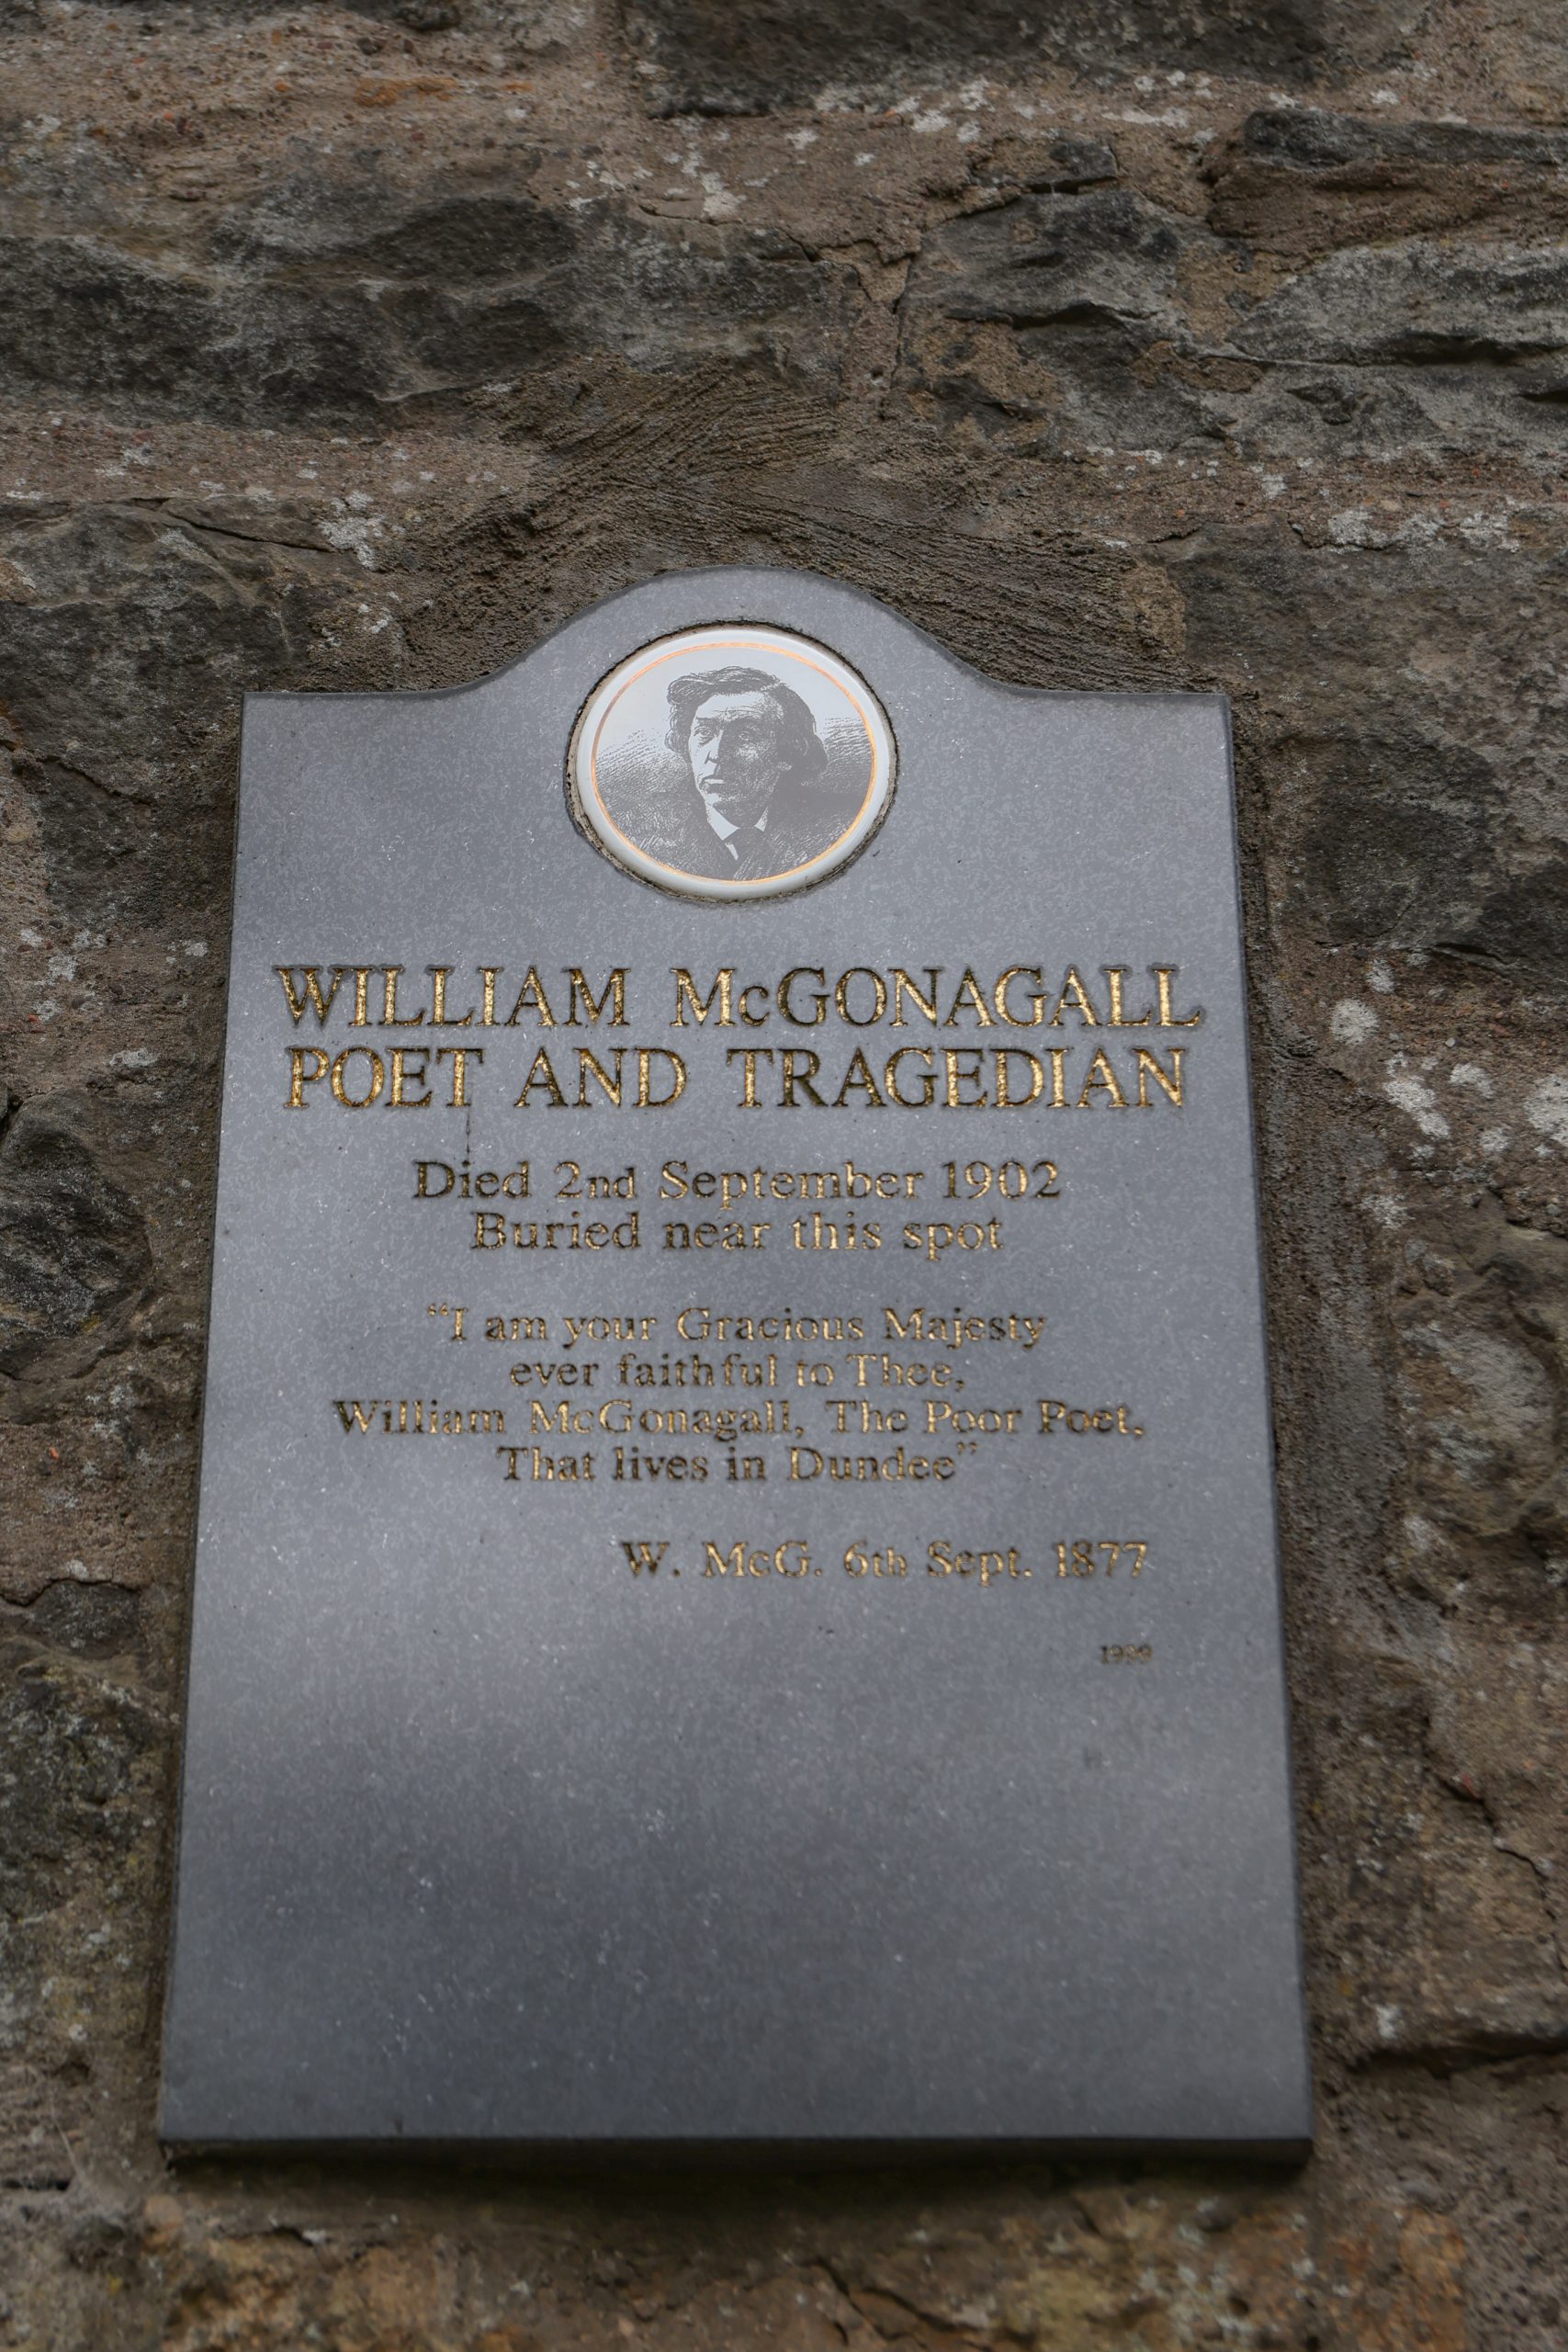 WILLIAM McGONAGALL
POET AND TRAGEDIAN
Died 2nd September 1902
Buried near this spot
“I am your Gracious Majesty
ever faithful to Thee,
William McGonagall, The Poor Poet,
That lives in Dundee”
W. McG. 6th Sept. 1877